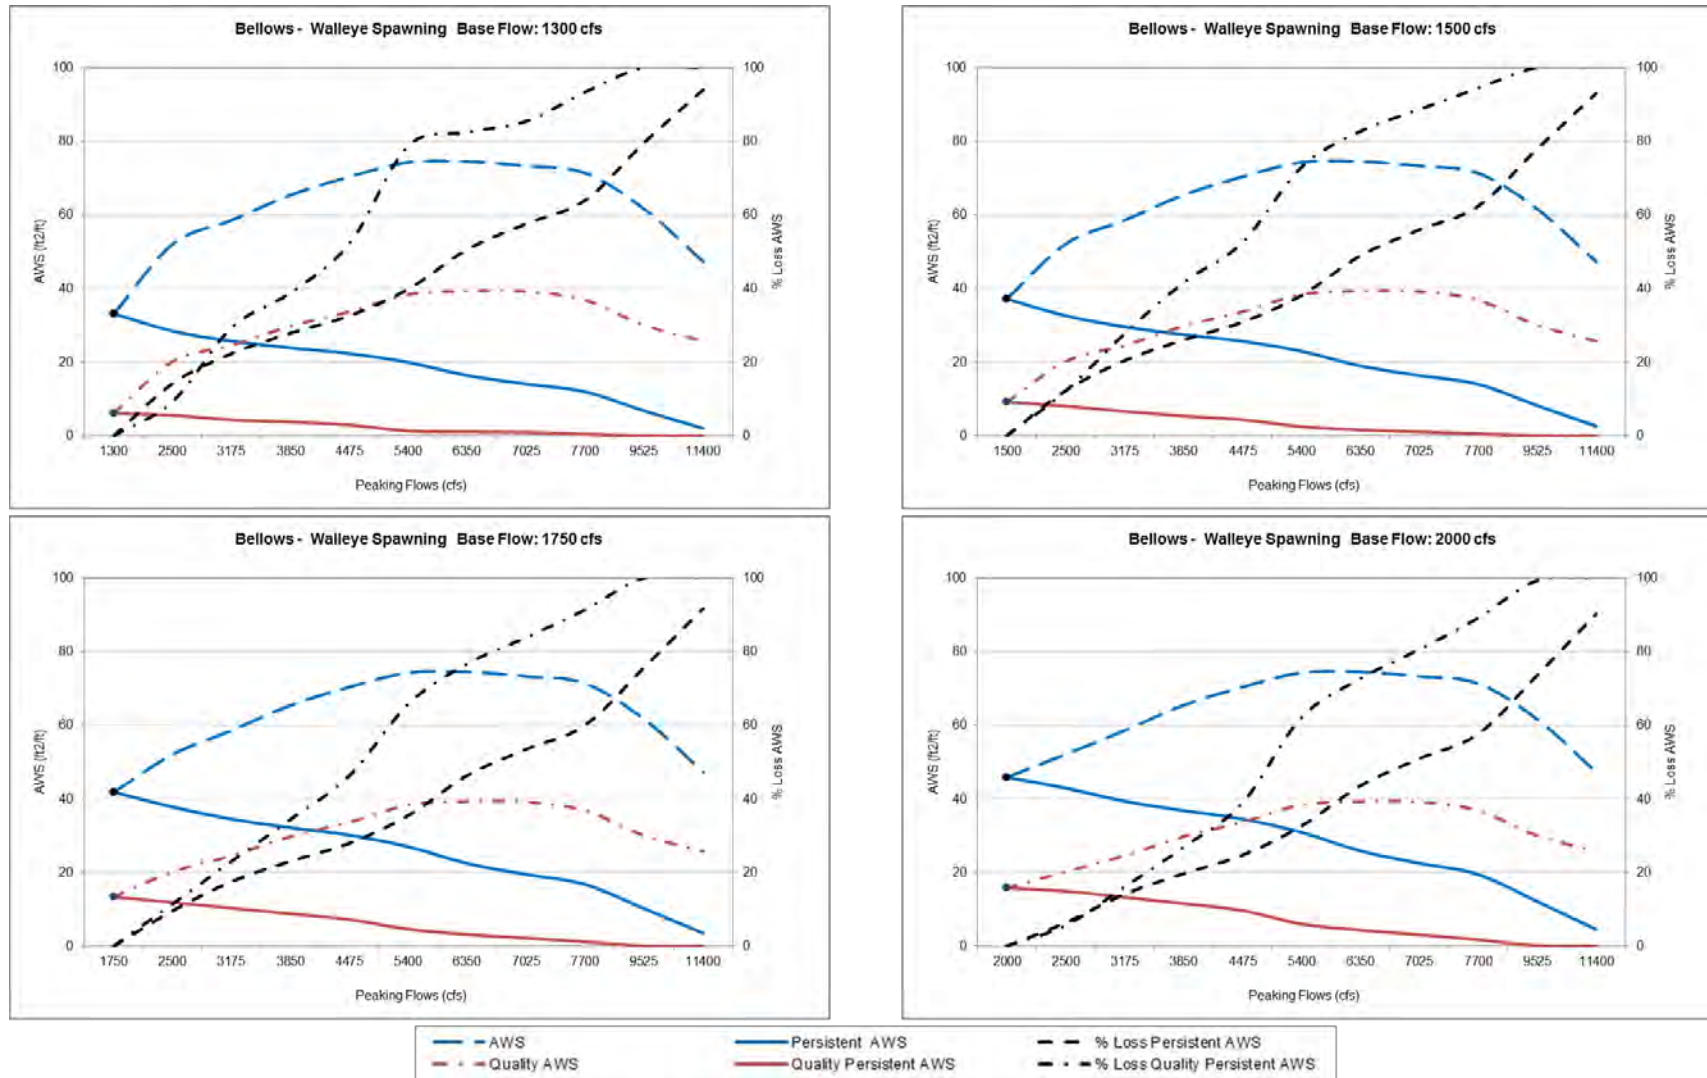 Bellows - Walleye Spawning Base Flow: 1300 cfs
100 100
80 80
60 60
40 40
20 20
0 0
AWS (ft2/ft)
% Loss AWS
1300 2500 3175 3850 4475 5400 6350 7025 7700 9525 11400
Peaking Flows (cfs)
Bellows - Walleye Spawning Base Flow: 1500 cfs
100 100
80 80
60 60
40 40
20 20
0 0
AWS (ft2/ft)
% Loss AWS
1500 2500 3175 3850 4475 5400 6350 7025 7700 9525 11400
Peaking Flows (cfs)
Bellows - Walleye Spawning Base Flow: 1750 cfs
100 100
80 80
60 60
40 40
20 20
0 0
AWS (ft2/ft)
% Loss AWS
1750 2500 3175 3850 4475 5400 6350 7025 7700 9525 11400
Peaking Flows (cfs)
Bellows - Walleye Spawning Base Flow: 2000 cfs
100 100
80 80
60 60
40 40
20 20
0 0
AWS (ft2/ft)
% Loss AWS
2000 2500 3175 3850 4475 5400 6350 7025 7700 9525 11400
Peaking Flows (cfs)
AWS Persistent AWS % Loss Persistent AWS
Quality AWS Quality Persistent AWS % Loss Quality Persistent AWS